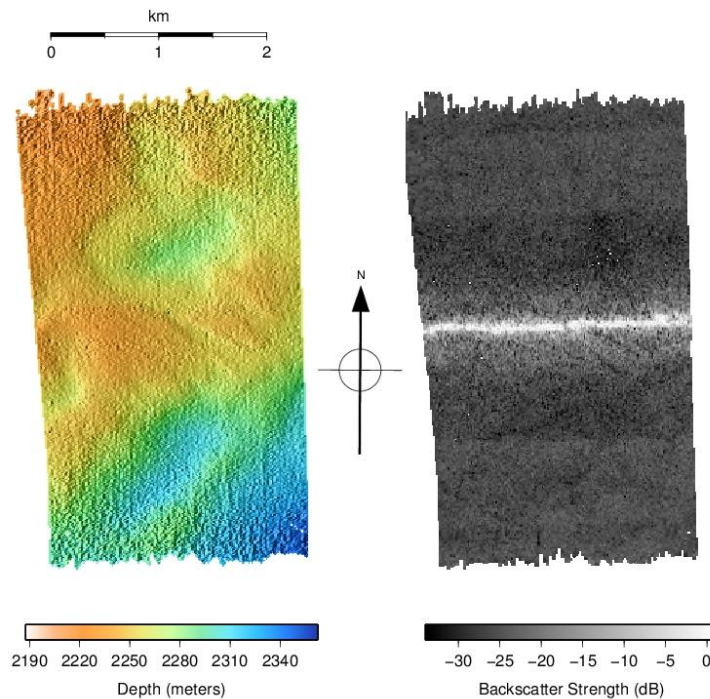 km
0 1 2
N
2190 2220 2250 2280 2310 2340
Depth (meters)
−30 −25 −20 −15 −10 −5 0
Backscatter Strength (dB)